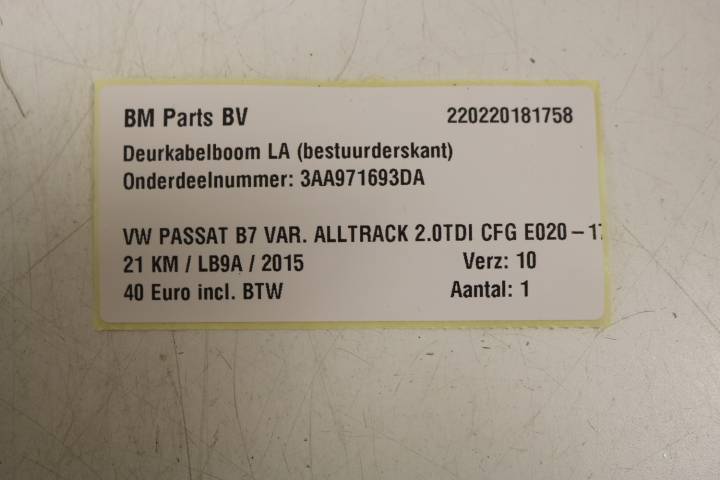 BM Parts BV 220220181758
Deurkabelboom LA (bestuurderskant)
Onderdeelnummer: 3AA971693DA
VW PASSAT B7 VAR. ALLTRACK 2.0TDI CFG E020 – 17
21 KM / LB9A / 2015 Verz: 10
40 Euro incl. BTW Aantal: 1